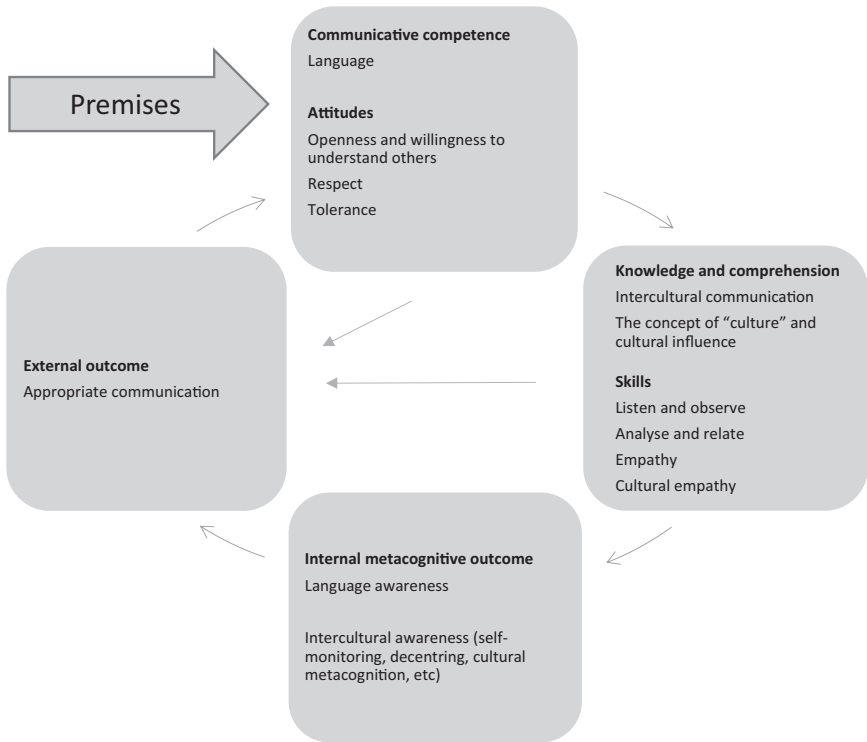 Premises
Communicative competence
Language
Attitudes
Openness and willingness to
understand others
Respect
Tolerance
Knowledge and comprehension
Intercultural communication
The concept of “culture” and
cultural influence
Skills
Listen and observe
Analyse and relate
Empathy
Cultural empathy
Internal metacognitive outcome
Language awareness
Intercultural awareness (self-
monitoring, decentring, cultural
metacognition, etc)
External outcome
Appropriate communication